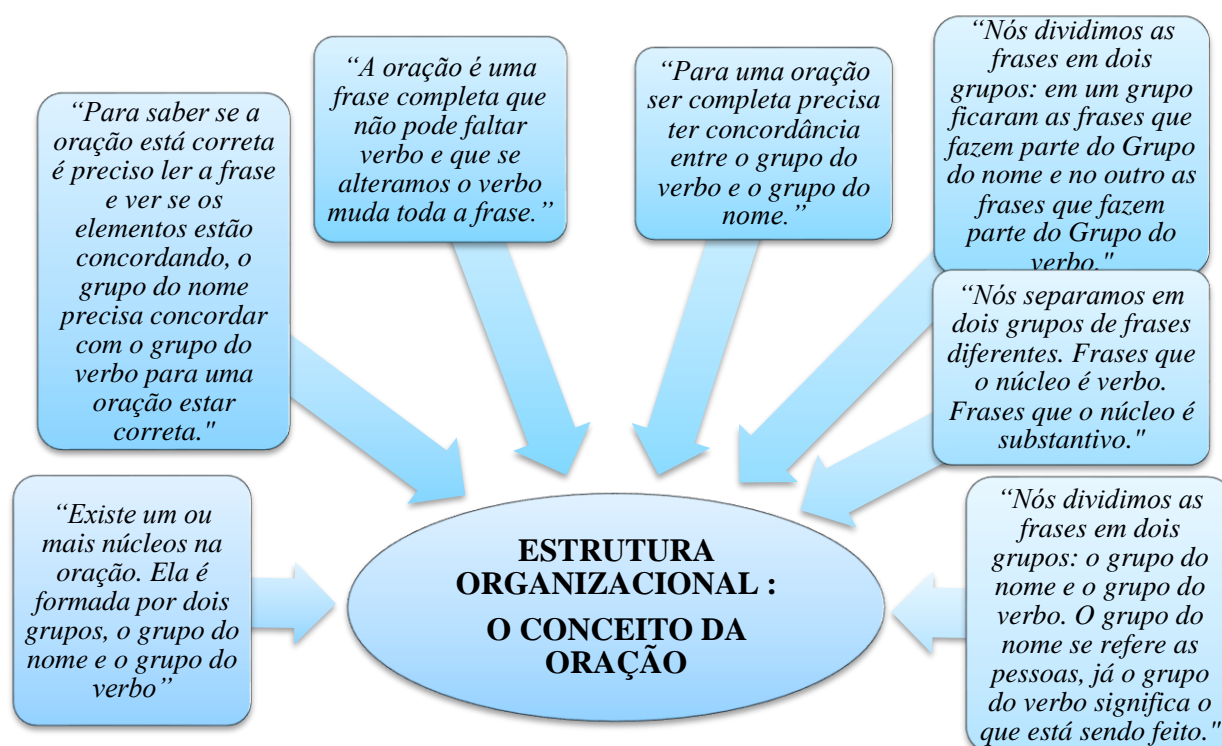 “Para saber se a
oração está correta
é preciso ler a frase
e ver se os
elementos estão
concordando, o
grupo do nome
precisa concordar
com o grupo do
verbo para uma
oração estar
correta."
“A oração é uma
frase completa que
não pode faltar
verbo e que se
alteramos o verbo
muda toda a frase.”
“Para uma oração
ser completa precisa
ter concordância
entre o grupo do
verbo e o grupo do
nome.”
“Nós dividimos as
frases em dois
grupos: em um grupo
ficaram as frases que
fazem parte do Grupo
do nome e no outro as
frases que fazem
parte do Grupo do
verbo."
“Nós separamos em
dois grupos de frases
diferentes. Frases que
o núcleo é verbo.
Frases que o núcleo é
substantivo."
“Existe um ou
mais núcleos na
oração. Ela é
formada por dois
grupos, o grupo do
nome e o grupo do
verbo”
ESTRUTURA
ORGANIZACIONAL :
O CONCEITO DA
ORAÇÃO
“Nós dividimos as
frases em dois
grupos: o grupo do
nome e o grupo do
verbo. O grupo do
nome se refere as
pessoas, já o grupo
do verbo significa o
que está sendo feito."